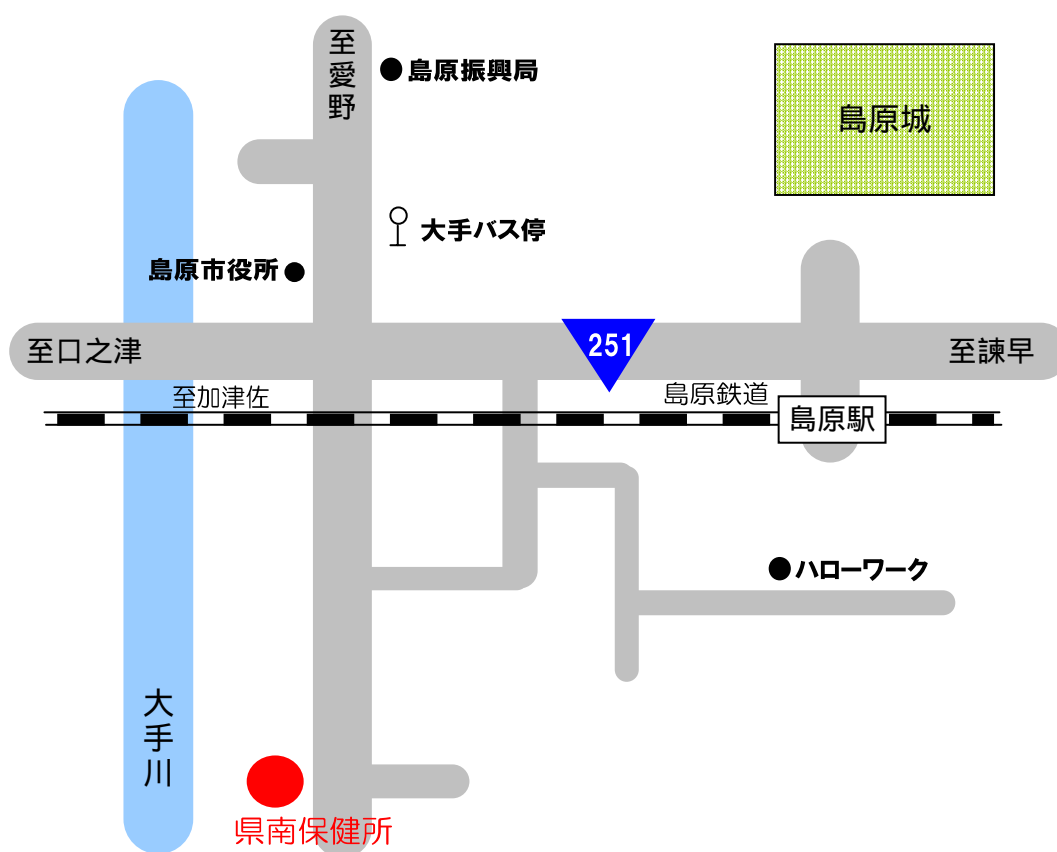 至愛野
島原振興局
島原城
大手バス停
島原市役所
251
至口之津
至諫早
至加津佐
島原鉄道
島原駅
ハローワーク
大手川
県南保健所